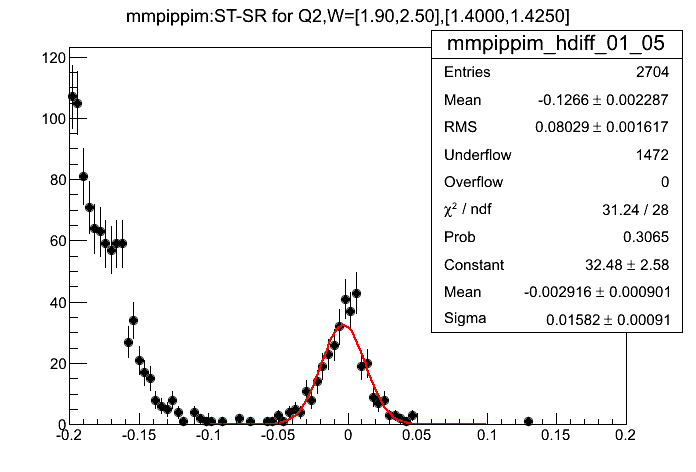 mmpippim:ST-SR for Q2,W=[1.90,2.50],[1.4000,1.4250]
mmpippim_hdiff_01_05
Entries 2704
Mean -0.1266 ± 0.002287
RMS 0.08029 ± 0.001617
Underflow 1472
Overflow 0
χ² / ndf 31.24 / 28
Prob 0.3065
Constant 32.48 ± 2.58
Mean -0.002916 ± 0.000901
Sigma 0.01582 ± 0.00091
120
100
80
60
40
20
0
-0.2 -0.15 -0.1 -0.05 0 0.05 0.1 0.15 0.2